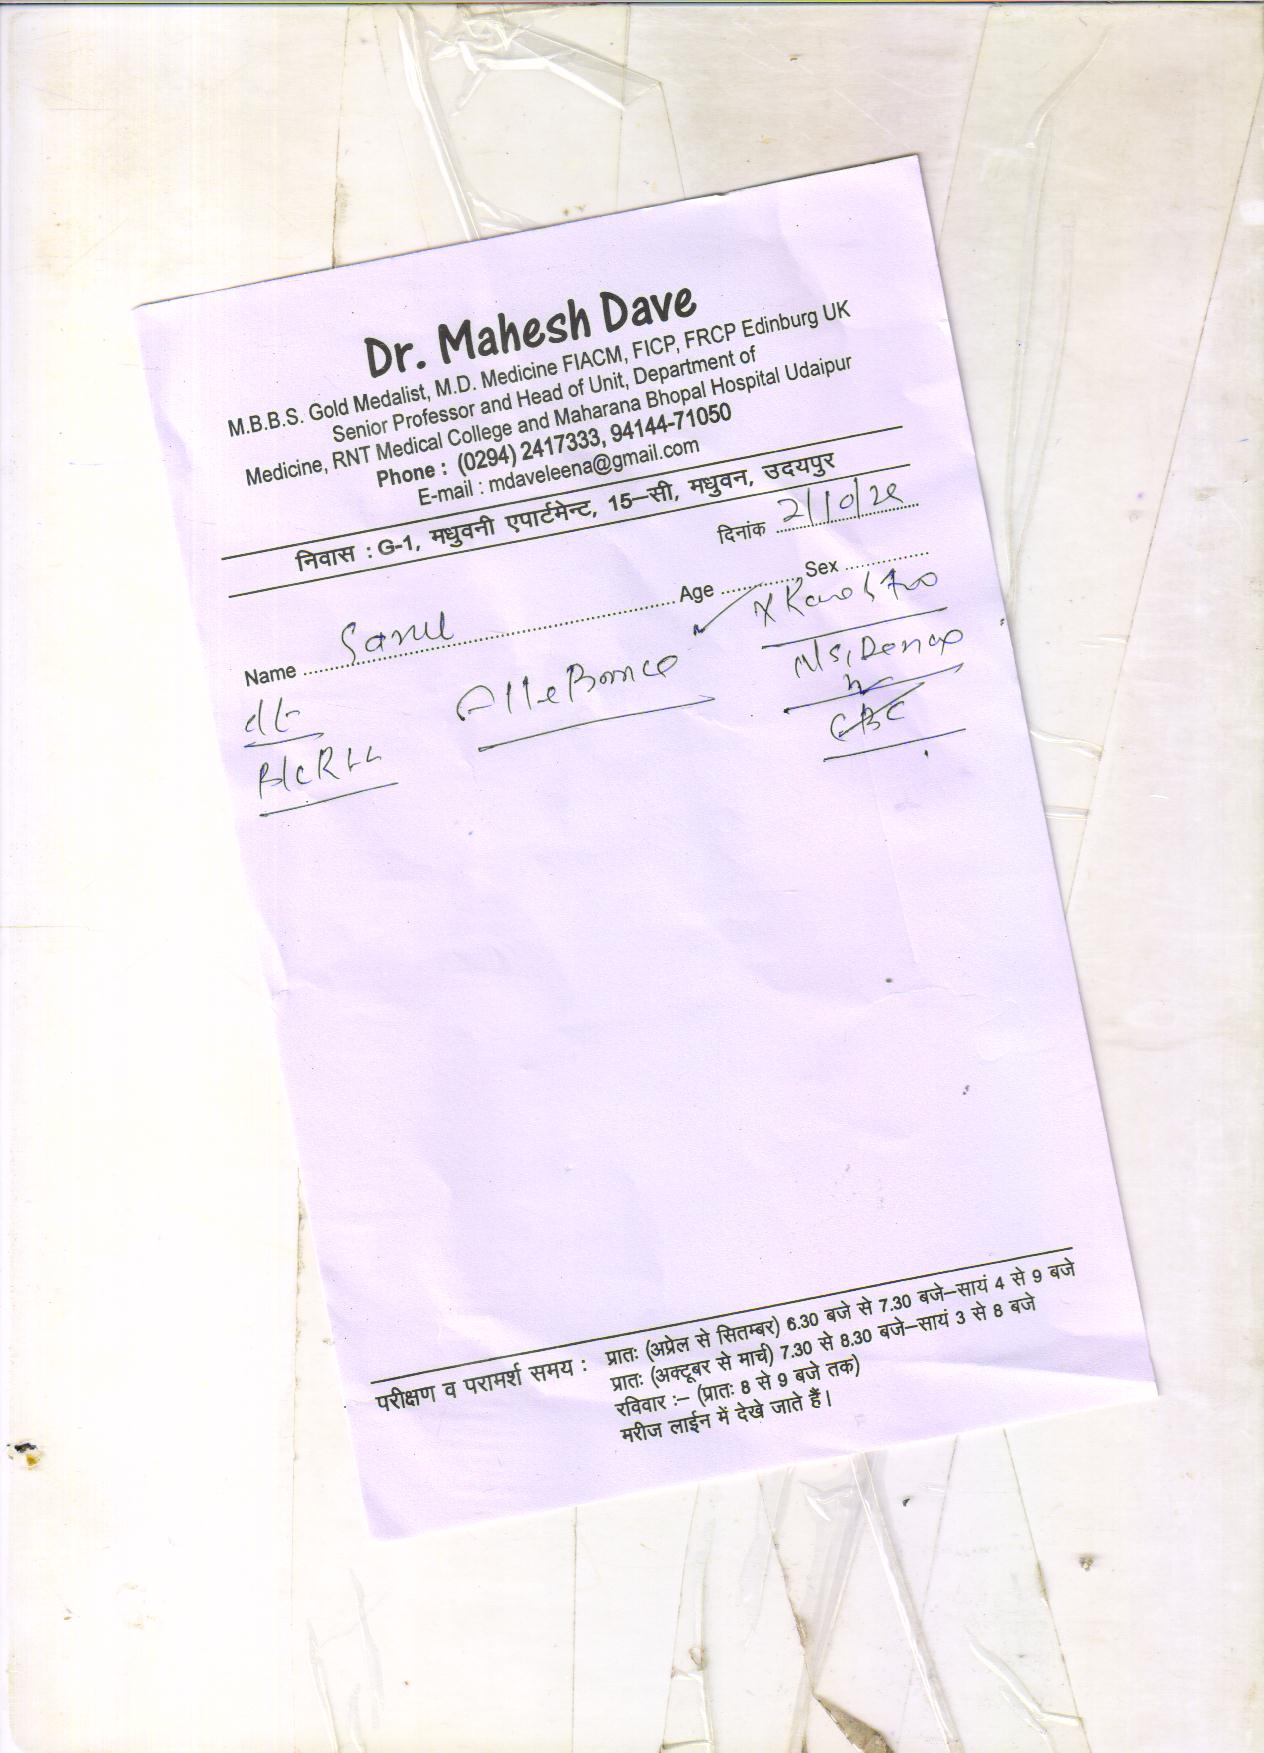 Dr. Mahesh Dave
M.B.B.S. Gold Medalist, M.D. Medicine FIACM, FICP, FRCP Edinburg UK
Senior Professor and Head of Unit, Department of
Medicine, RNT Medical College and Maharana Bhopal Hospital Udaipur
Phone : (0294) 2417333, 94144-71050
E-mail : mdaveleena@gmail.com
निवास : G-1, मधुवनी एपार्टमेन्ट, 15–सी, मधुवन, उदयपुर
दिनांक 2/10/20
Name Age Sex
CBC
परीक्षण व परामर्श समय : प्रातः (अप्रेल से सितम्बर) 6.30 बजे से 7.30 बजे–सायं 4 से 9 बजे
प्रातः (अक्टूबर से मार्च) 7.30 से 8.30 बजे–सायं 3 से 8 बजे
रविवार :– (प्रातः 8 से 9 बजे तक)
मरीज लाईन में देखे जाते हैं।